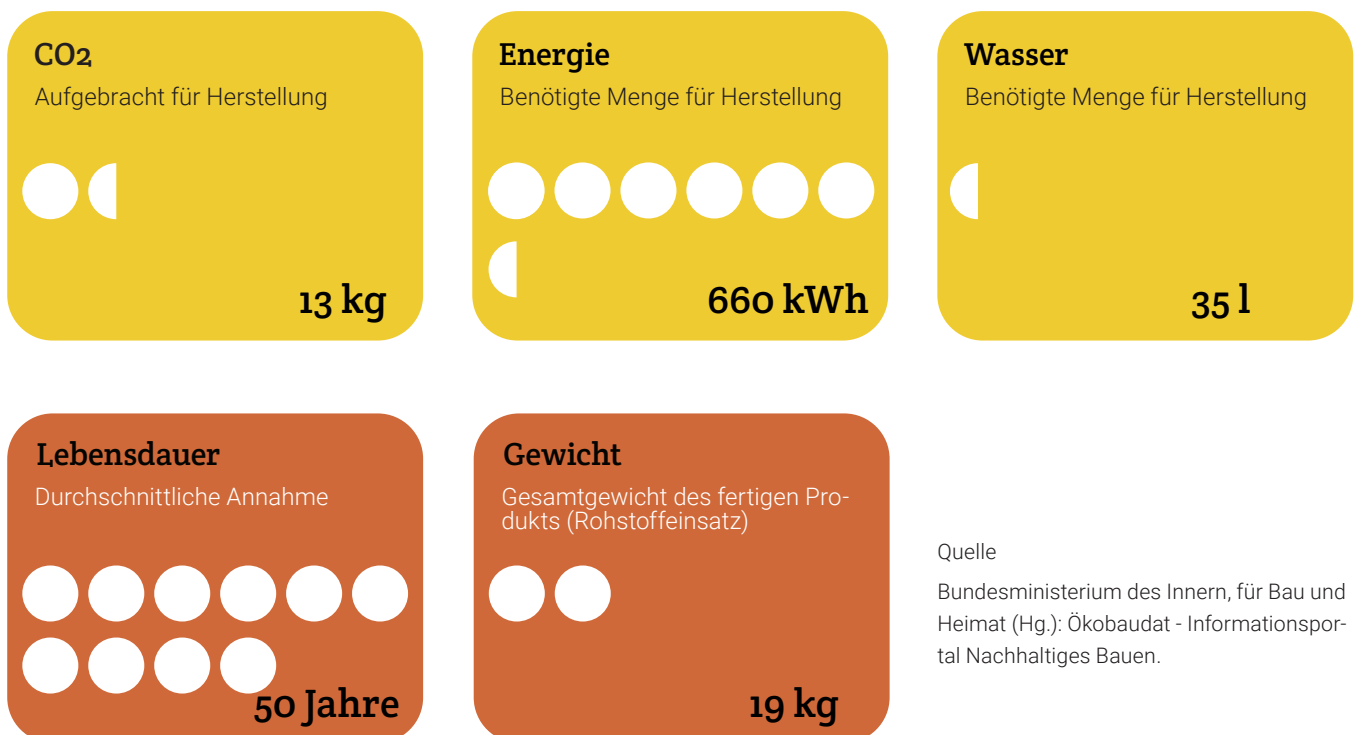 CO2
Aufgebracht für Herstellung
13 kg
Energie
Benötigte Menge für Herstellung
660 kWh
Wasser
Benötigte Menge für Herstellung
35 l
Lebensdauer
Durchschnittliche Annahme
50 Jahre
Gewicht
Gesamtgewicht des fertigen Pro-
dukts (Rohstoffeinsatz)
19 kg
Quelle
Bundesministerium des Innern, für Bau und
Heimat (Hg.): Ökobaudat - Informationspor-
tal Nachhaltiges Bauen.